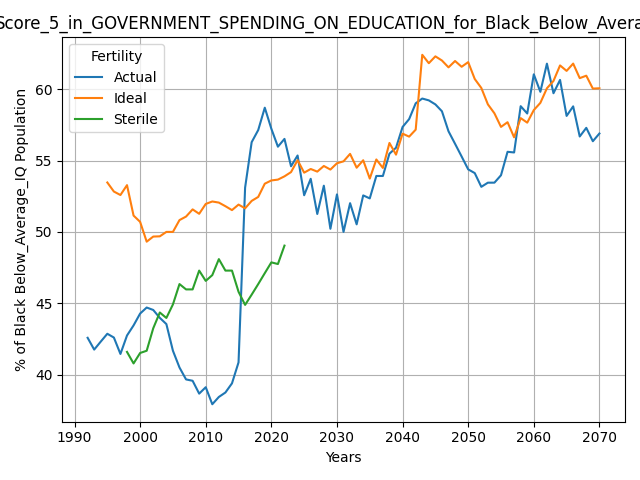 Score_5_in_GOVERNMENT_SPENDING_ON_EDUCATION_for_Black_Below_Avera
Fertility
Actual
Ideal
Sterile
% of Black Below_Average_IQ Population
60
55
50
45
40
1990 2000 2010 2020 2030 2040 2050 2060 2070
Years